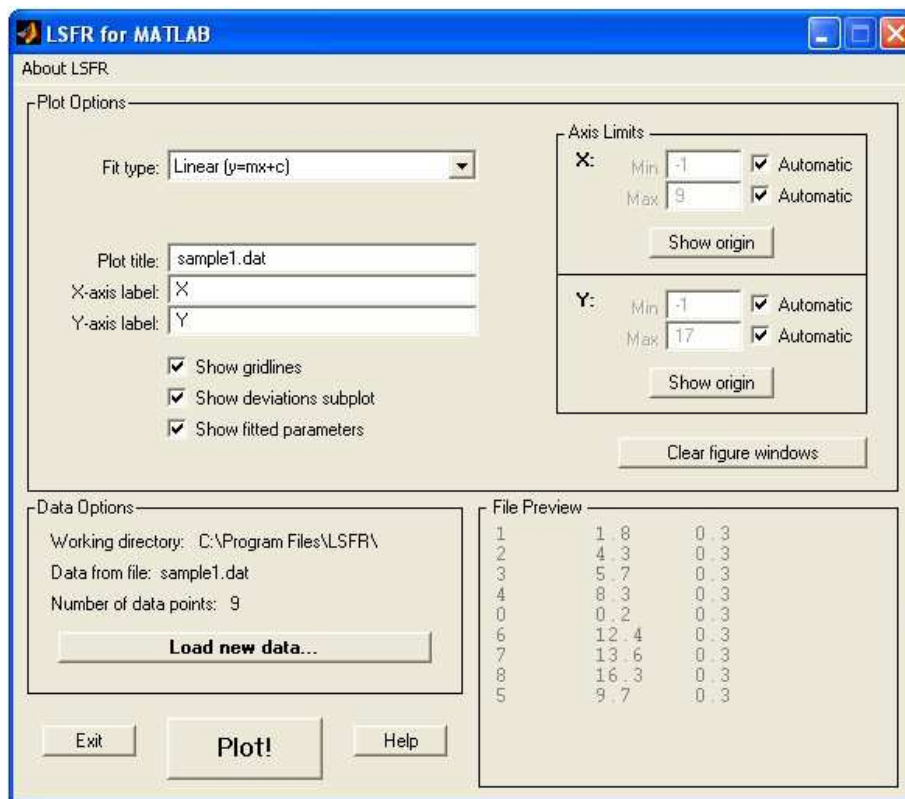 LSFR for MATLAB
About LSFR
Plot Options
Fit type: Linear (y=mx+c)
Plot title: sample1.dat
X-axis label: X
Y-axis label: Y
Show gridlines
Show deviations subplot
Show fitted parameters
Axis Limits
X: Min -1 Automatic
Max 9 Automatic
Show origin
Y: Min -1 Automatic
Max 17 Automatic
Show origin
Clear figure windows
Data Options
Working directory: C:\Program Files\LSFR\
Data from file: sample1.dat
Number of data points: 9
Load new data...
File Preview
1 1.8 0.3
2 4.3 0.3
3 5.7 0.3
4 8.3 0.3
0 0.2 0.3
6 12.4 0.3
7 13.6 0.3
8 16.3 0.3
5 9.7 0.3
Exit
Plot!
Help